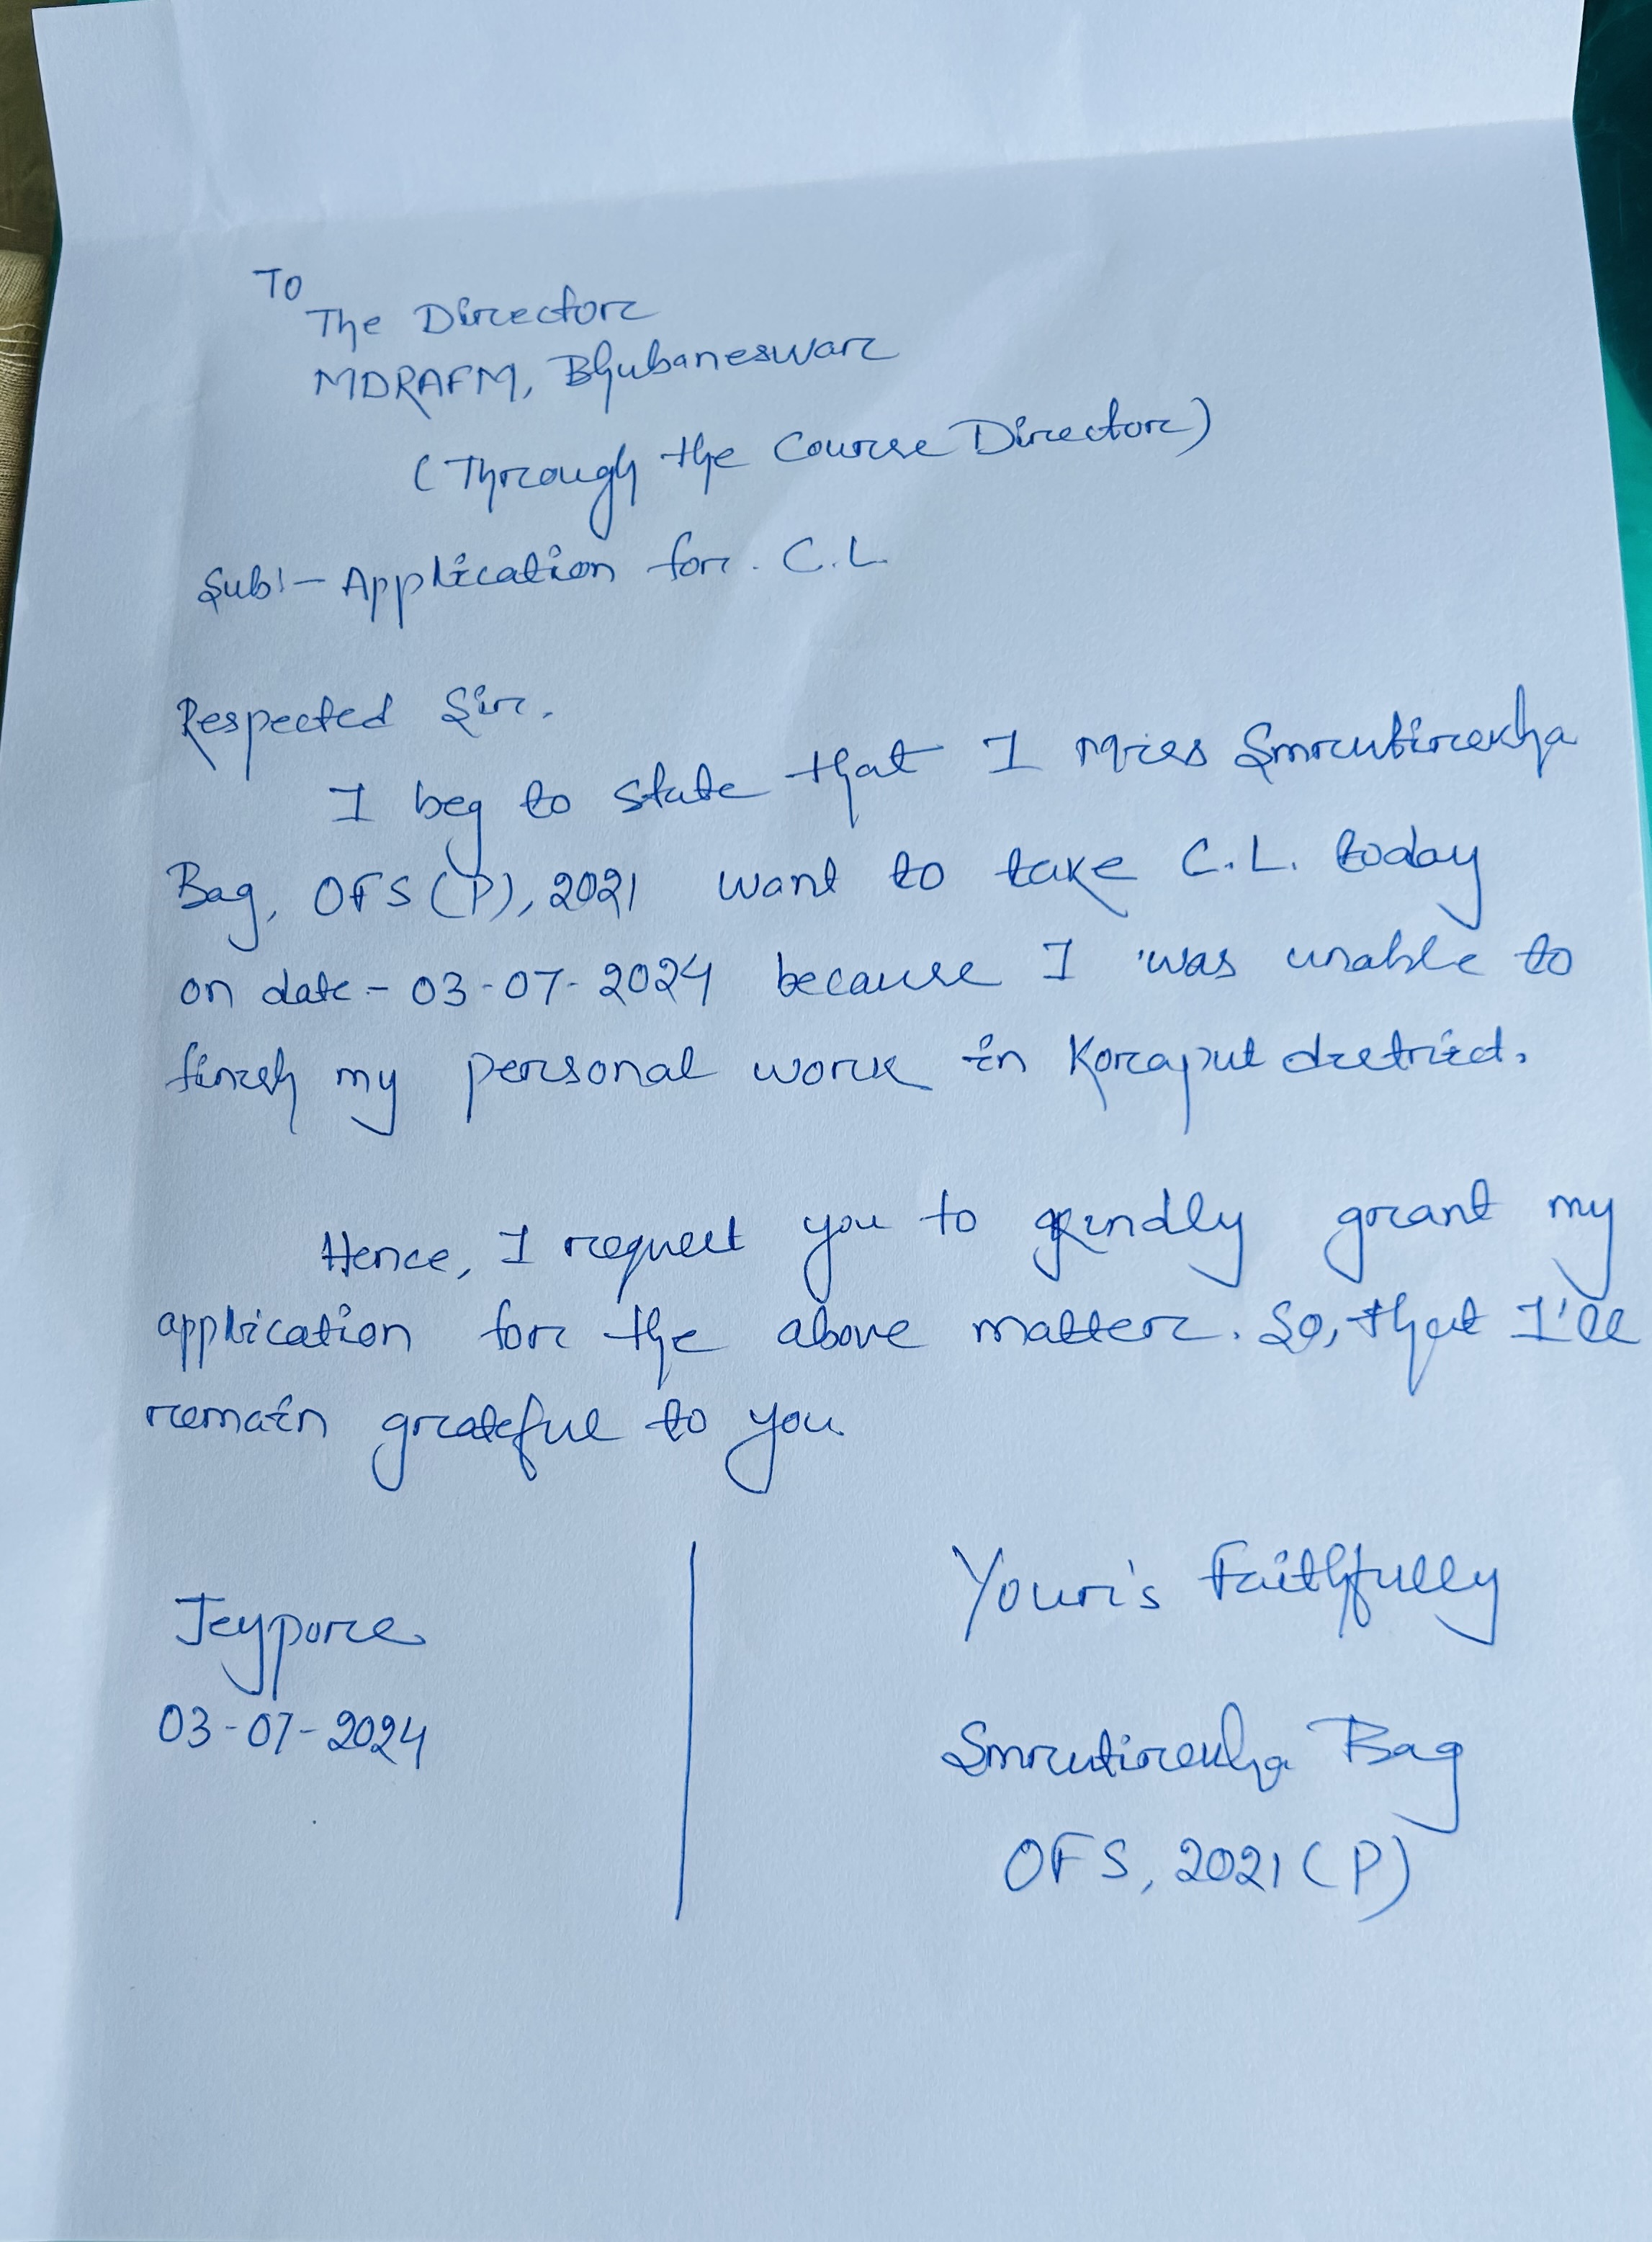 To
The Director
MDRAFM, Bhubaneswar
(Through the Course Director)
Sub:- Application for. C.L
Respected Sir.
I beg to state that I Miss Smrutirekha
Bag, OFS (P), 2021 want to take C.L. today
on date - 03-07-2024 because I was unable to
finish my personal work in Koraput district.
Hence, I request you to kindly grant my
application for the above matter. So, that I'll
remain grateful to you.
Your's Faithfully
Jeypore
03-07-2024
Smrutirekha Bag
OFS, 2021 (P)